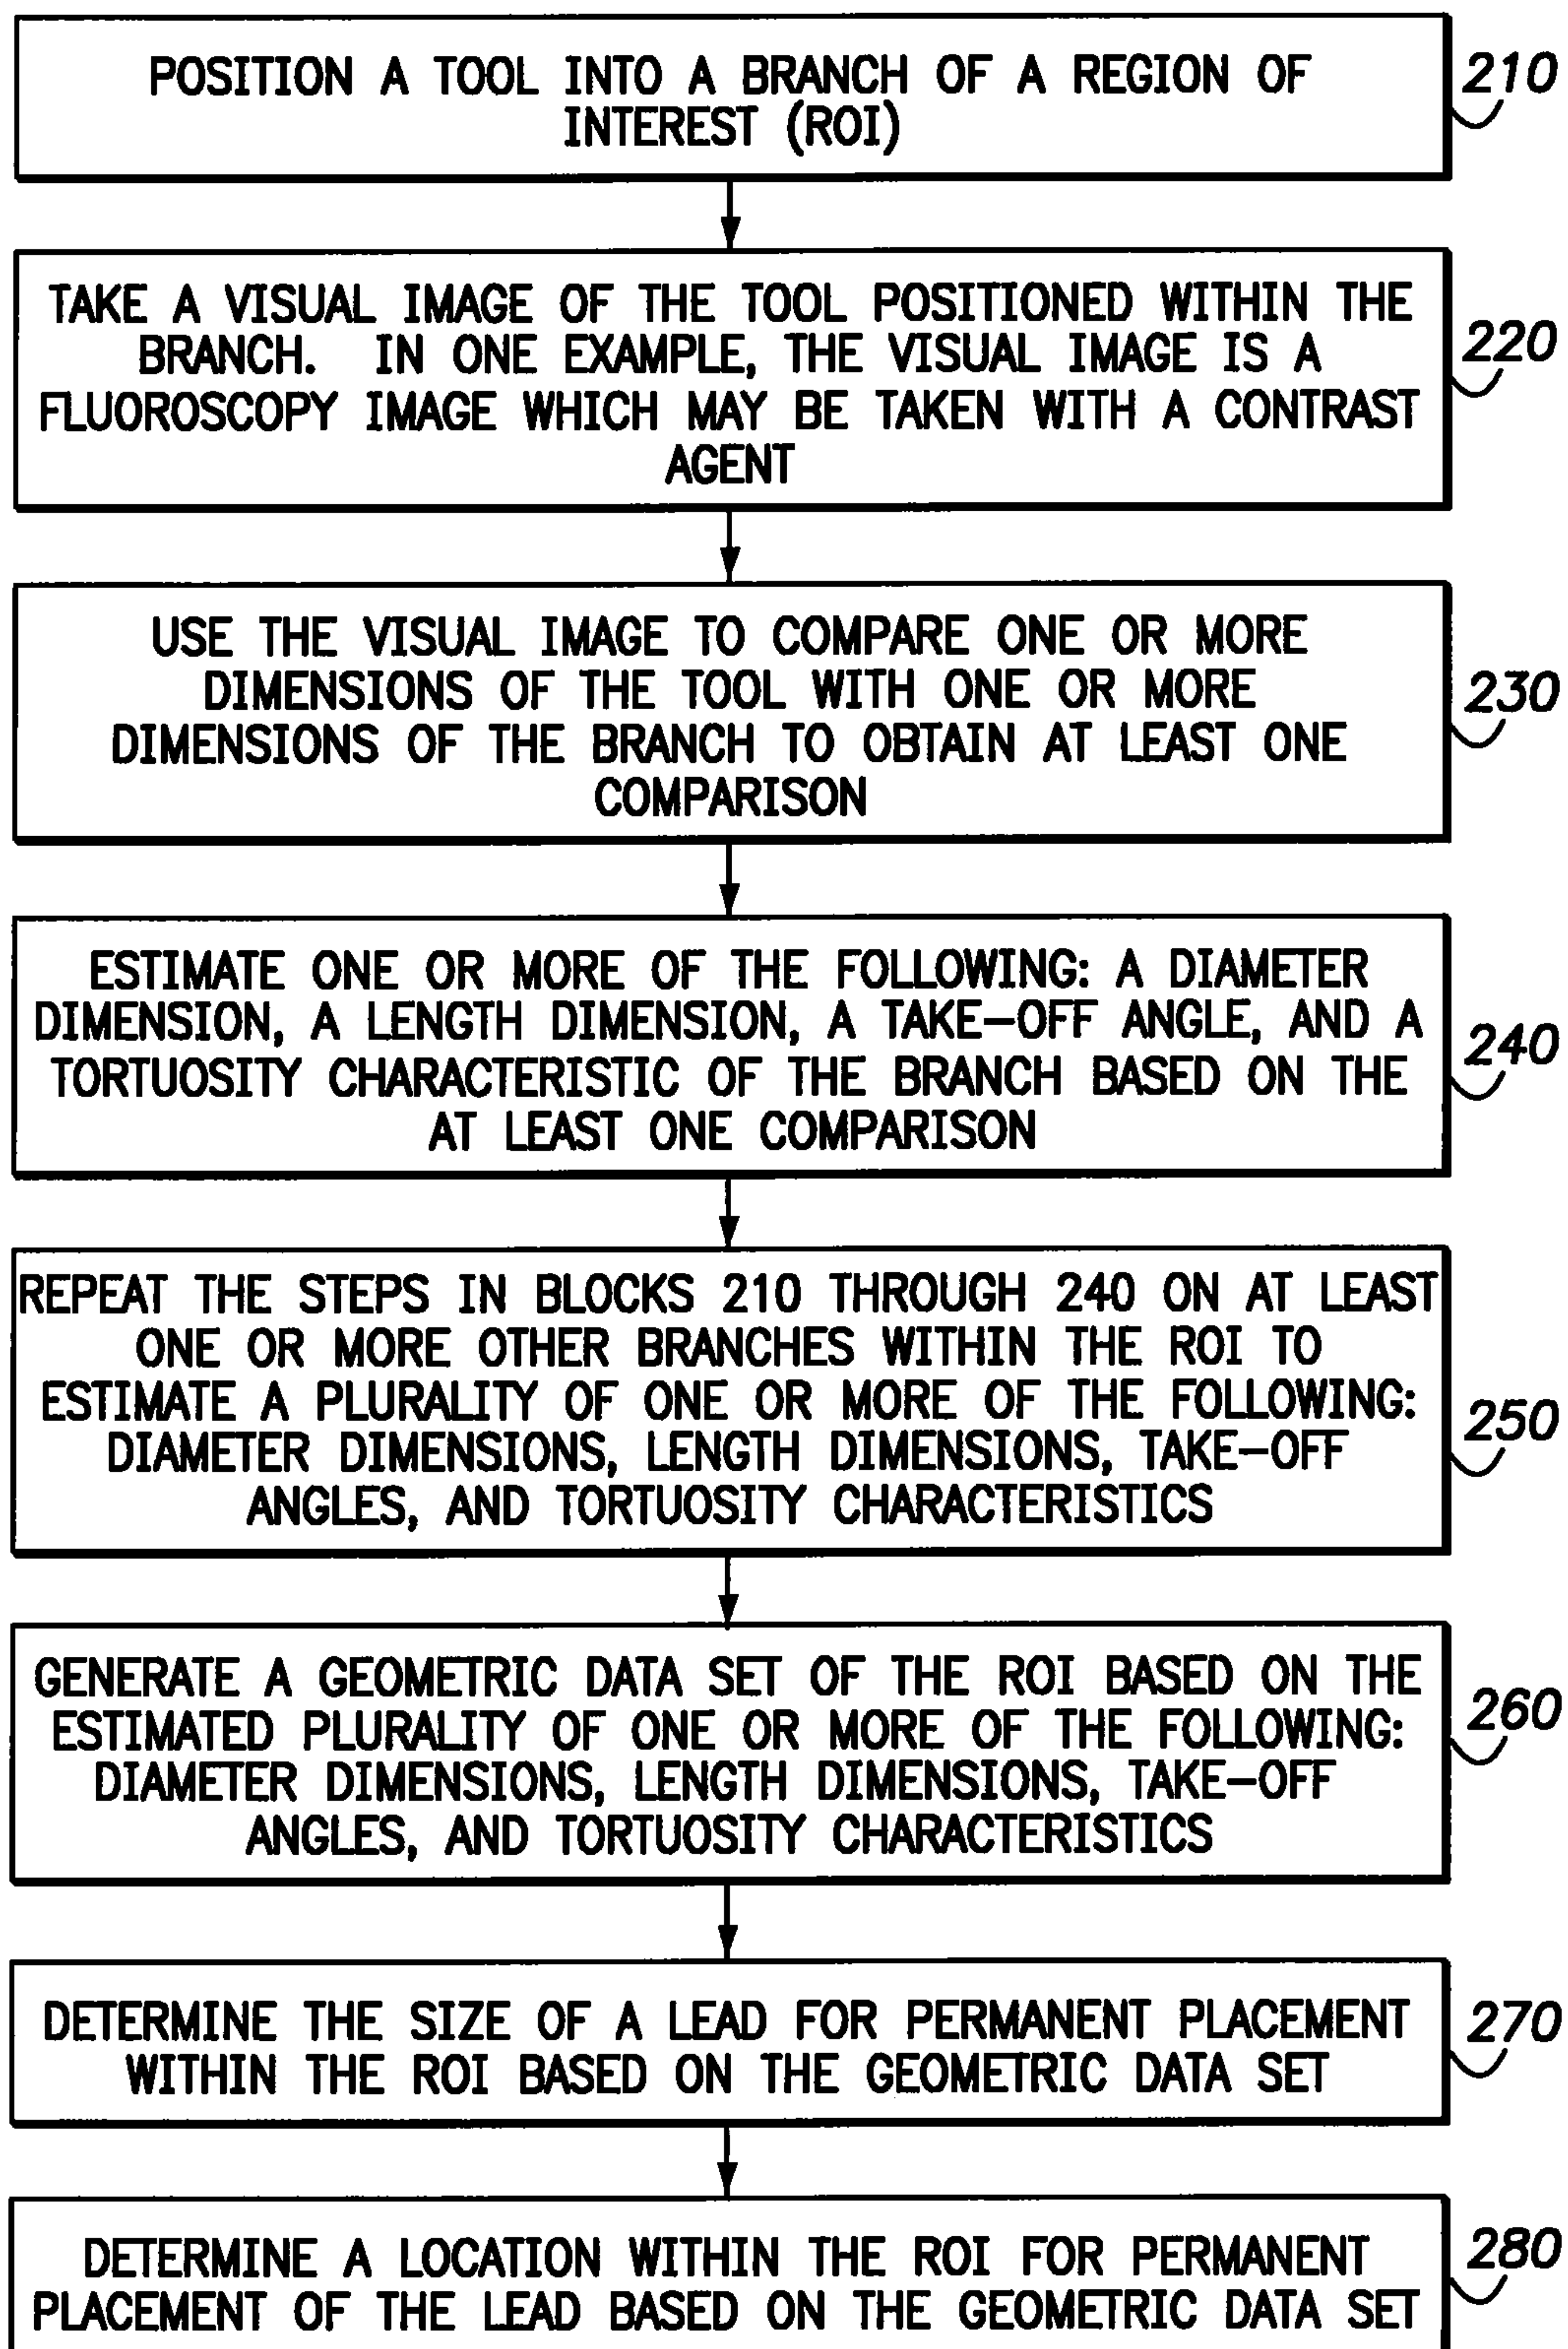 POSITION A TOOL INTO A BRANCH OF A REGION OF
INTEREST (ROI)
210
TAKE A VISUAL IMAGE OF THE TOOL POSITIONED WITHIN THE
BRANCH. IN ONE EXAMPLE, THE VISUAL IMAGE IS A
FLUOROSCOPY IMAGE WHICH MAY BE TAKEN WITH A CONTRAST
AGENT
220
USE THE VISUAL IMAGE TO COMPARE ONE OR MORE
DIMENSIONS OF THE TOOL WITH ONE OR MORE
DIMENSIONS OF THE BRANCH TO OBTAIN AT LEAST ONE
COMPARISON
230
ESTIMATE ONE OR MORE OF THE FOLLOWING: A DIAMETER
DIMENSION, A LENGTH DIMENSION, A TAKE-OFF ANGLE, AND A
TORTUOSITY CHARACTERISTIC OF THE BRANCH BASED ON THE
AT LEAST ONE COMPARISON
240
REPEAT THE STEPS IN BLOCKS 210 THROUGH 240 ON AT LEAST
ONE OR MORE OTHER BRANCHES WITHIN THE ROI TO
ESTIMATE A PLURALITY OF ONE OR MORE OF THE FOLLOWING:
DIAMETER DIMENSIONS, LENGTH DIMENSIONS, TAKE-OFF
ANGLES, AND TORTUOSITY CHARACTERISTICS
250
GENERATE A GEOMETRIC DATA SET OF THE ROI BASED ON THE
ESTIMATED PLURALITY OF ONE OR MORE OF THE FOLLOWING:
DIAMETER DIMENSIONS, LENGTH DIMENSIONS, TAKE-OFF
ANGLES, AND TORTUOSITY CHARACTERISTICS
260
DETERMINE THE SIZE OF A LEAD FOR PERMANENT PLACEMENT
WITHIN THE ROI BASED ON THE GEOMETRIC DATA SET
270
DETERMINE A LOCATION WITHIN THE ROI FOR PERMANENT
PLACEMENT OF THE LEAD BASED ON THE GEOMETRIC DATA SET
280